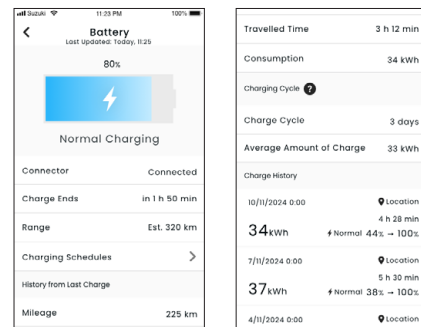 Suzuki 11:23 PM 100%
Battery
Last Updated: Today, 11:25
80%
Normal Charging
Connector Connected
Charge Ends in 1 h 50 min
Range Est. 320 km
Charging Schedules
History from Last Charge
Mileage 225 km
Travelled Time 3 h 12 min
Consumption 34 kWh
Charging Cycle ?
Charge Cycle 3 days
Average Amount of Charge 33 kWh
Charge History
10/11/2024 0:00 Location
4 h 28 min
34kWh Normal 44% → 100%
7/11/2024 0:00 Location
5 h 30 min
37kWh Normal 38% → 100%
4/11/2024 0:00 Location